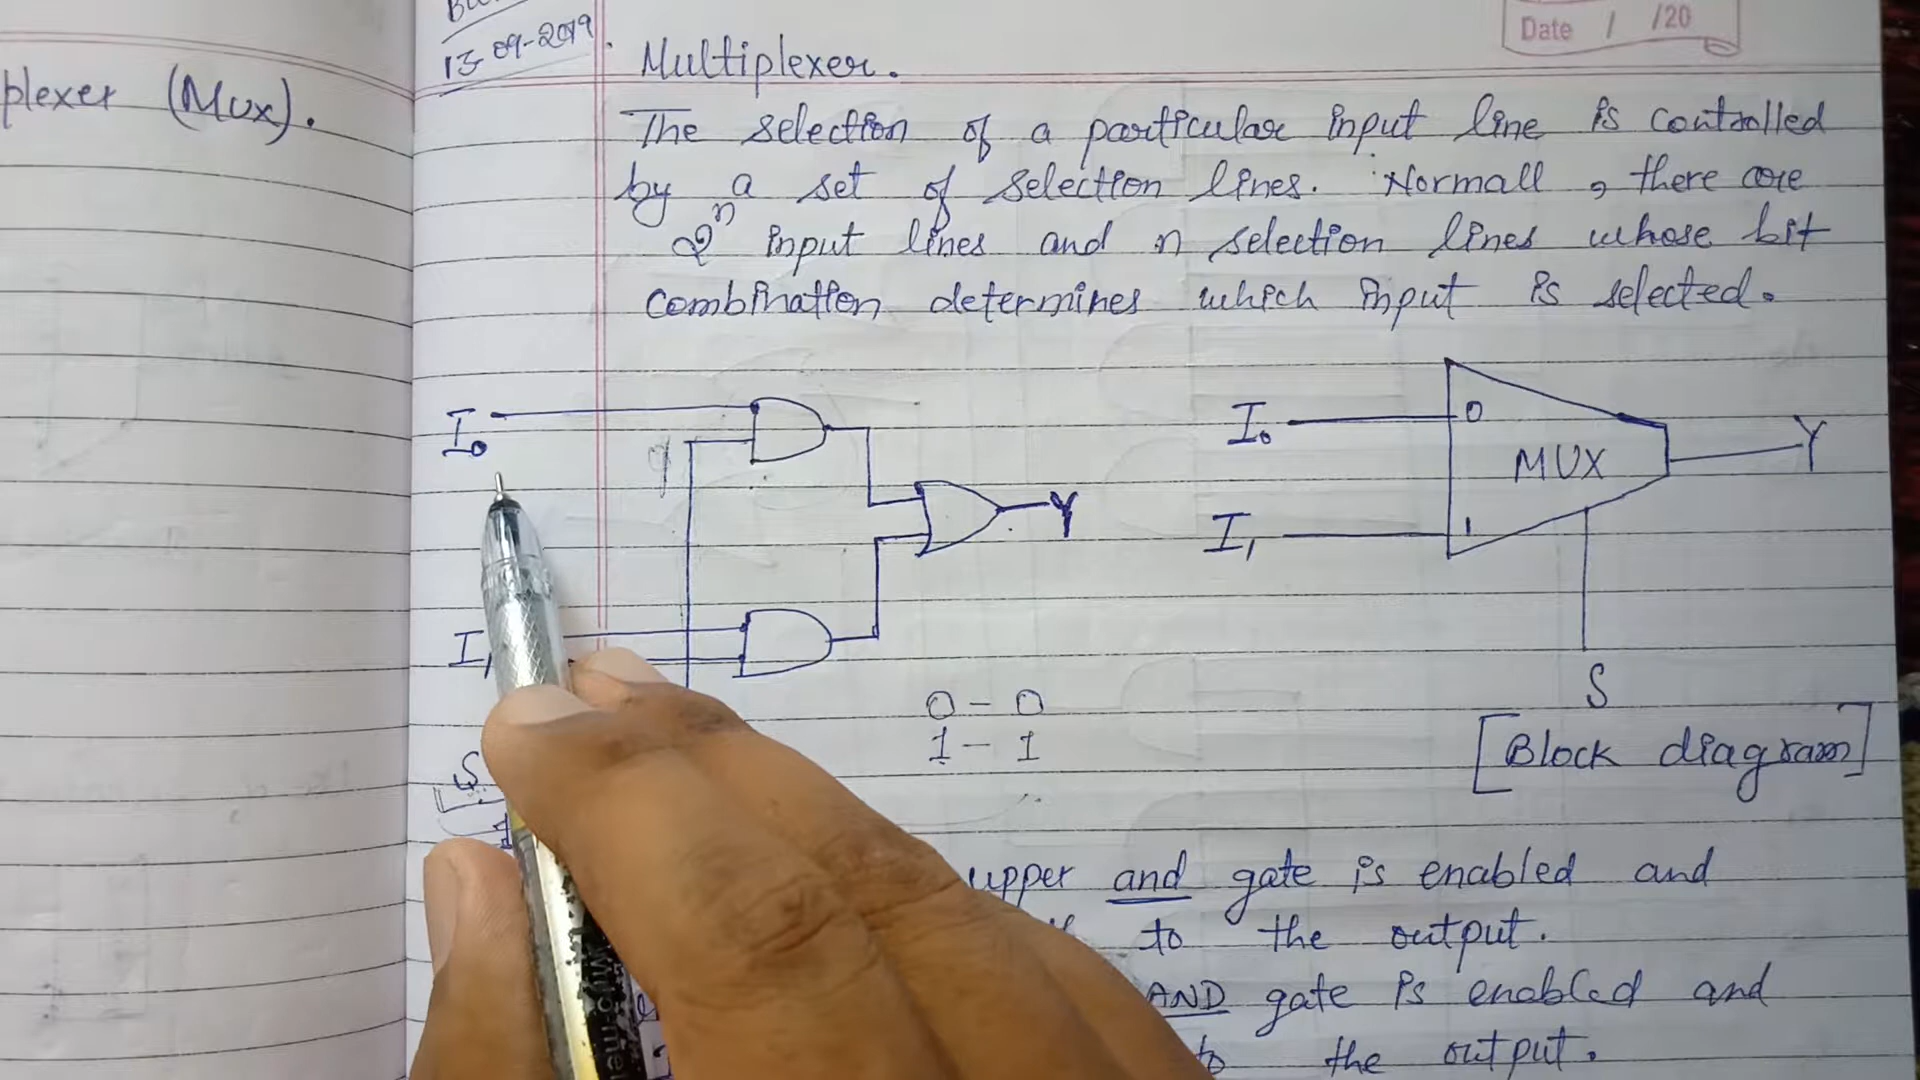 plexer (Mux).
13-09-2019
Date / /20
Multiplexer.
The selection of a particular input line is controlled
by a set of selection lines. Normall , there are
2^n input lines and n selection lines whose bit
combination determines which input is selected.
I₀
I₁
S
1
Y
I₀
0
MUX
Y
I₁
1
S
0 - 0
1 - 1
[Block diagram]
upper and gate is enabled and
to the output.
AND gate is enabled and
to the output.